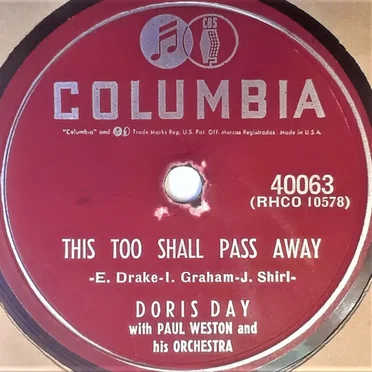 CBS
COLUMBIA
"Columbia" and Trade Marks Reg. U.S. Pat. Off. Marcas Registradas. Made in U.S.A.
40063
(RHCO 10578)
THIS TOO SHALL PASS AWAY
-E. Drake-I. Graham-J. Shirl-
DORIS DAY
with PAUL WESTON and
his ORCHESTRA